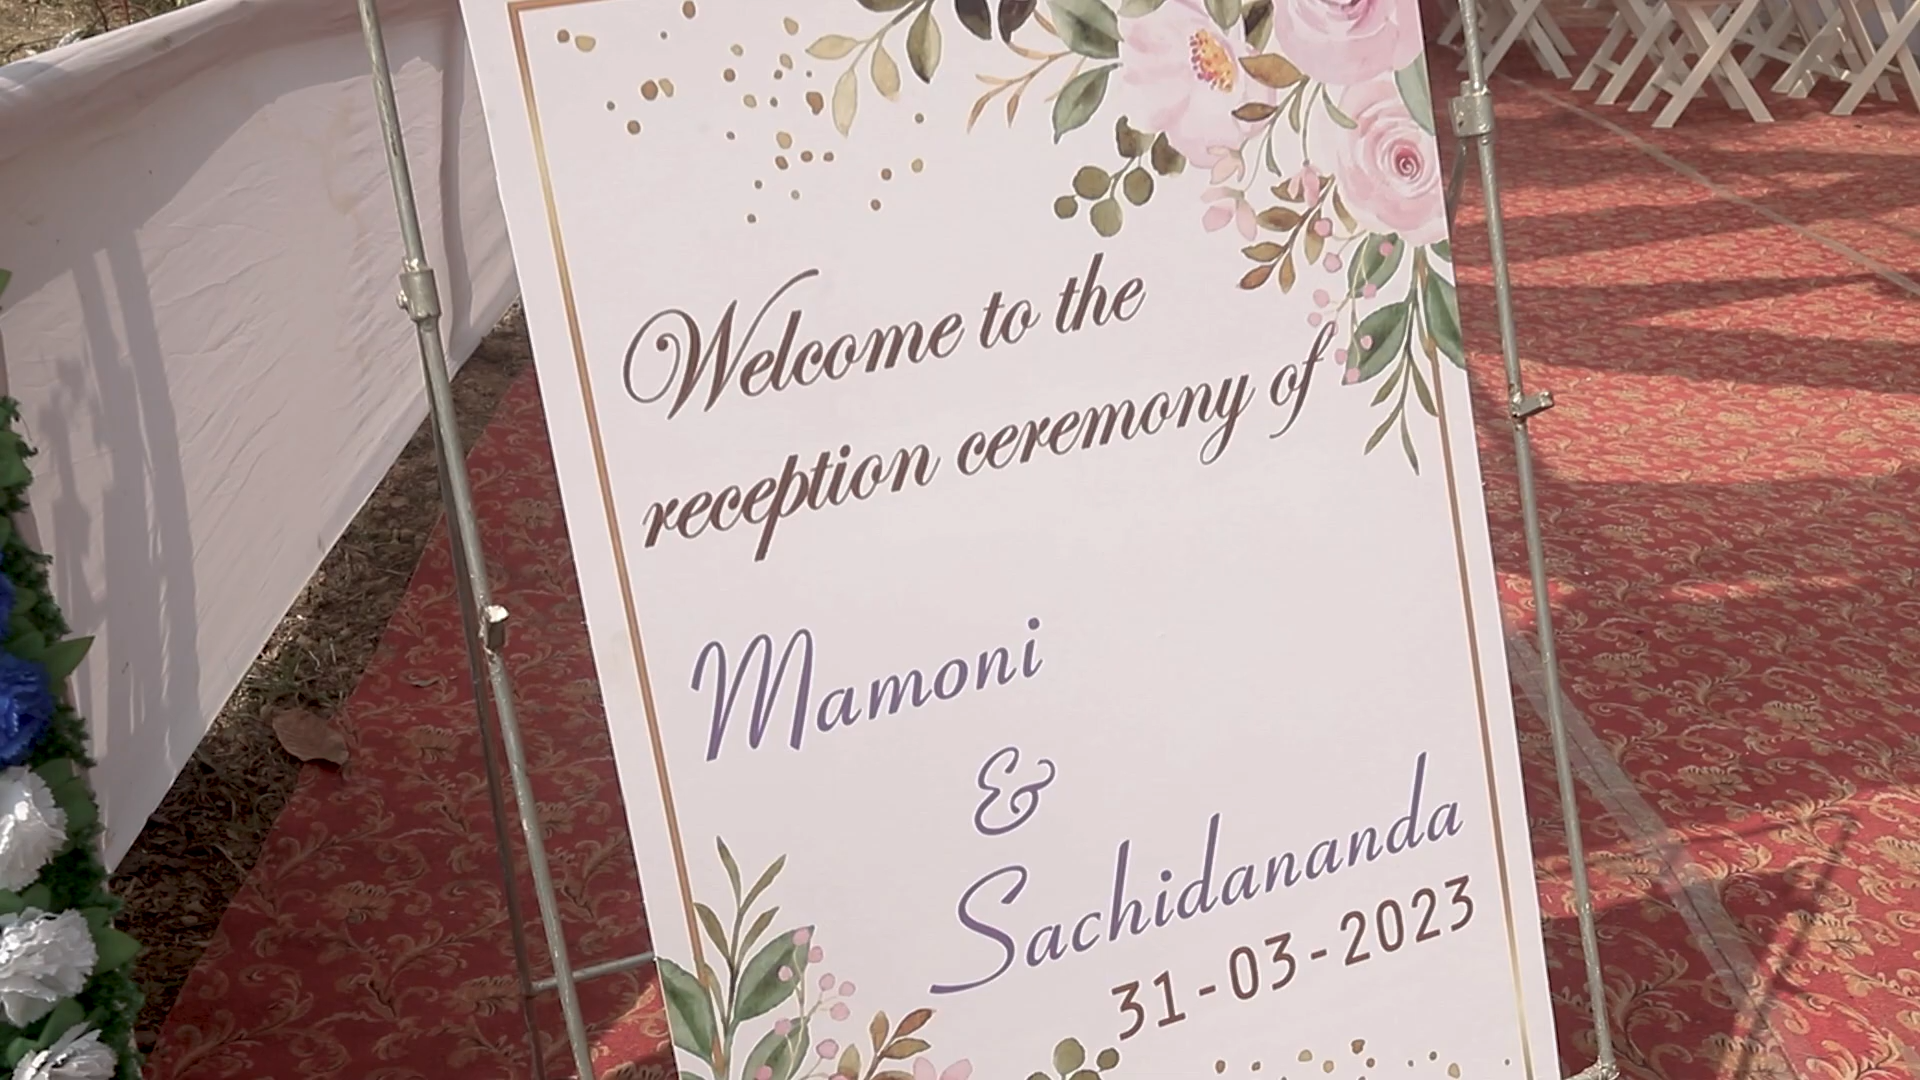 Welcome to the
reception ceremony of
Mamoni
&
Sachidananda
31-03-2023